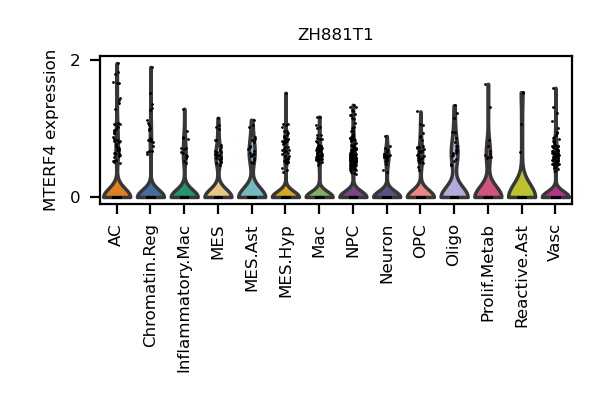 ZH881T1
MTERF4 expression
2
0
AC
Chromatin.Reg
Inflammatory.Mac
MES
MES.Ast
MES.Hyp
Mac
NPC
Neuron
OPC
Oligo
Prolif.Metab
Reactive.Ast
Vasc